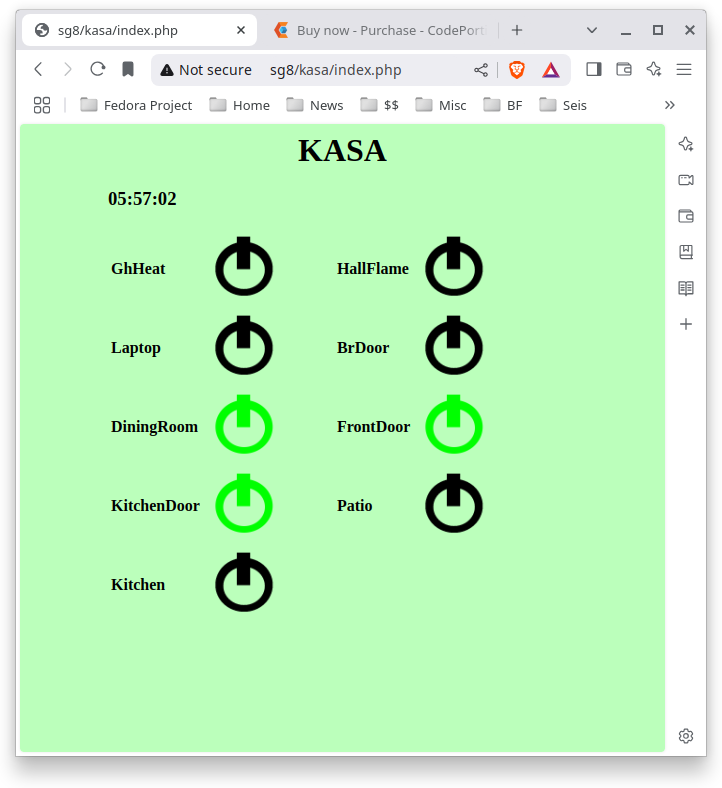 sg8/kasa/index.php
Buy now - Purchase - CodePort
Not secure sg8/kasa/index.php
Fedora Project Home News $$ Misc BF Seis
KASA
05:57:02
GhHeat HallFlame
Laptop BrDoor
DiningRoom FrontDoor
KitchenDoor Patio
Kitchen